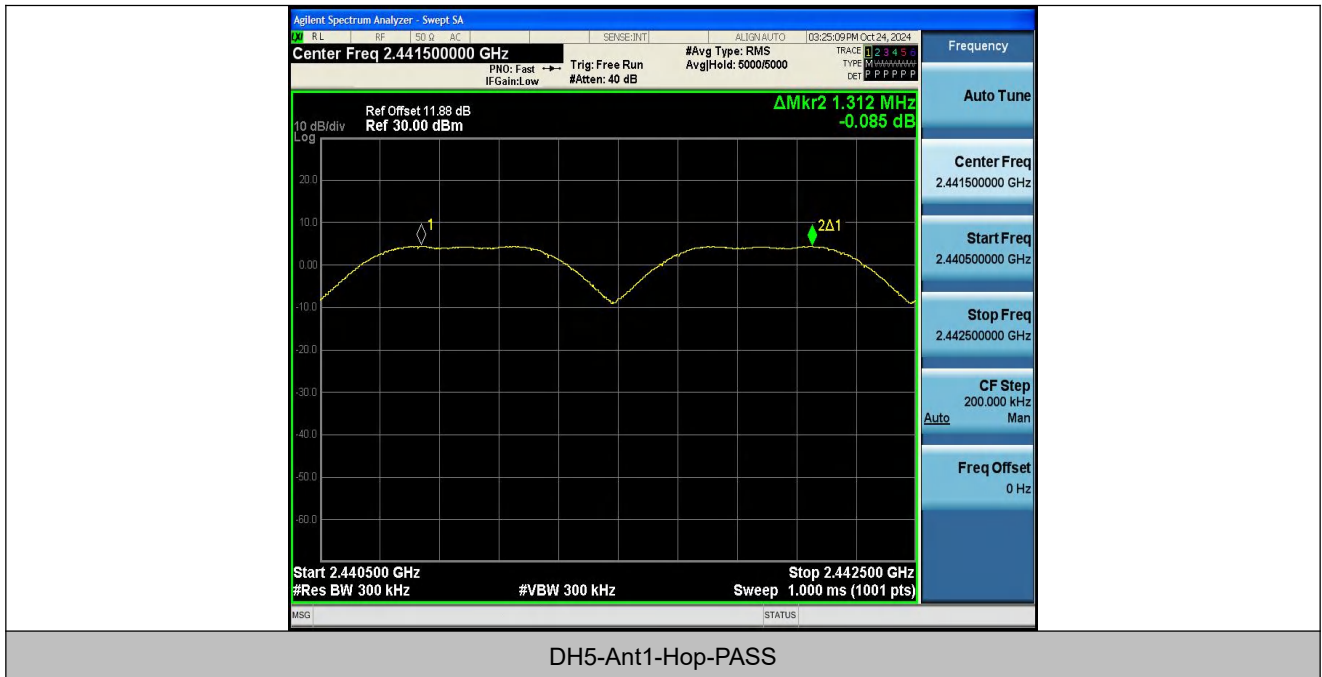 Agilent Spectrum Analyzer - Swept SA
LXI RL RF 50 Ω AC SENSE:INT ALIGNAUTO 03:25:09 PM Oct 24, 2024
Center Freq 2.441500000 GHz
PNO: Fast
IFGain:Low
Trig: Free Run
#Atten: 40 dB
#Avg Type: RMS
Avg|Hold: 5000/5000
TRACE 1 2 3 4 5 6
TYPE M
DET P P P P P P
ΔMkr2 1.312 MHz
-0.085 dB
Ref Offset 11.88 dB
10 dB/div Ref 30.00 dBm
Log
20.0
10.0
0.00
-10.0
-20.0
-30.0
-40.0
-50.0
-60.0
1
2Δ1
Start 2.440500 GHz Stop 2.442500 GHz
#Res BW 300 kHz #VBW 300 kHz Sweep 1.000 ms (1001 pts)
MSG STATUS
Frequency
Auto Tune
Center Freq
2.441500000 GHz
Start Freq
2.440500000 GHz
Stop Freq
2.442500000 GHz
CF Step
200.000 kHz
Auto Man
Freq Offset
0 Hz
DH5-Ant1-Hop-PASS